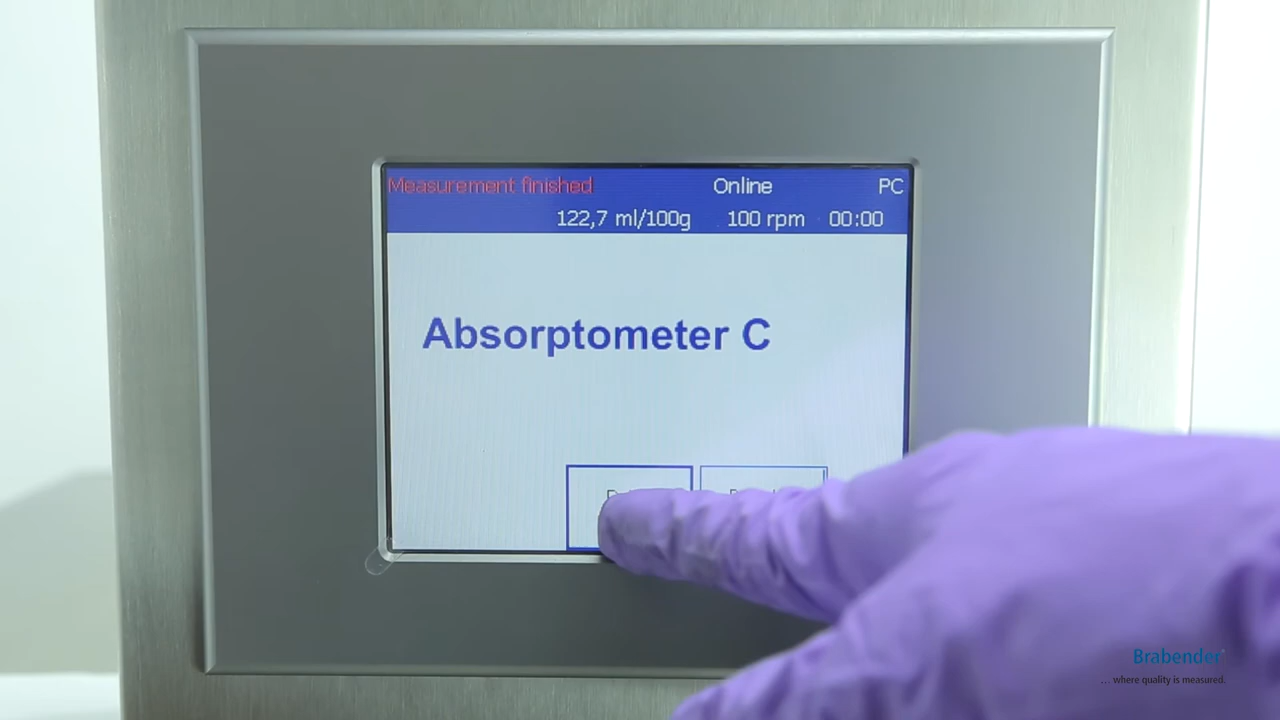 Measurement finished Online PC
122,7 ml/100g 100 rpm 00:00
Absorptometer C
Brabender
... where quality is measured.